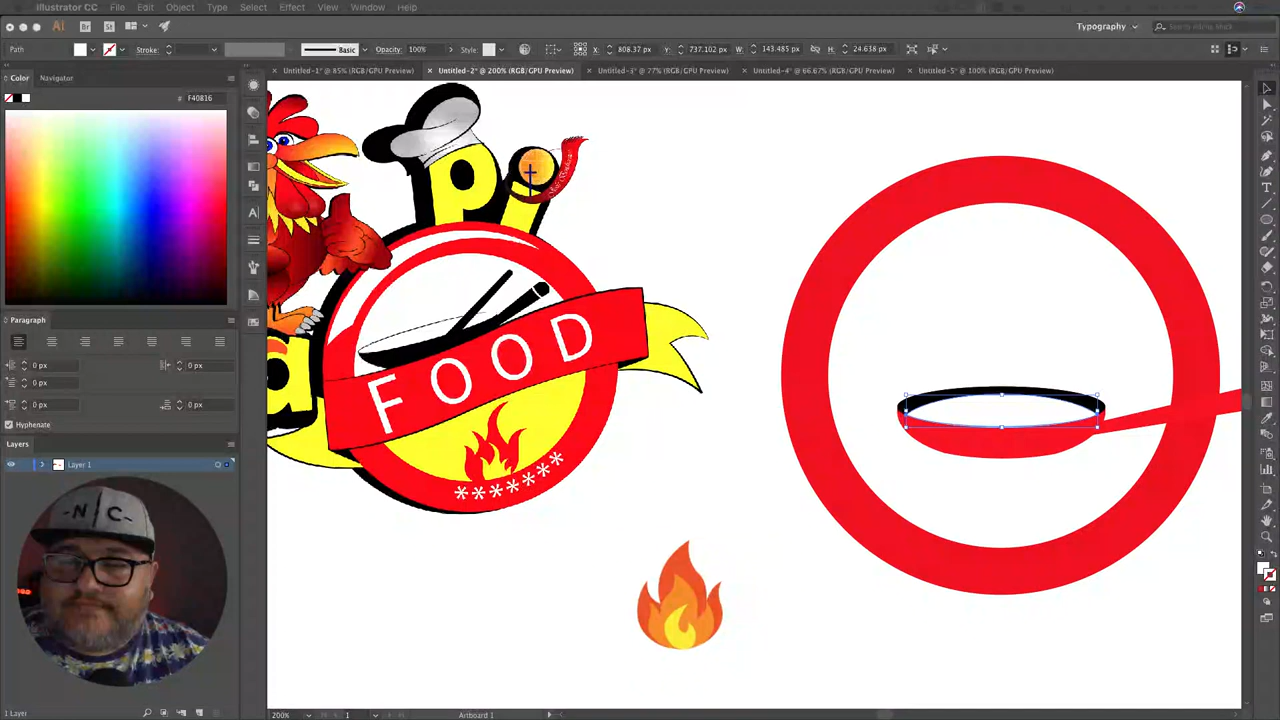 Illustrator CC File Edit Object Type Select Effect View Window Help
Ai Br St Typography
Path Stroke: Basic Opacity: 100% Style: X: 808.37 px Y: 737.102 px W: 143.485 px H: 24.638 px
Color Navigator
Untitled-1* @ 85% (RGB/GPU Preview) Untitled-2* @ 200% (RGB/GPU Preview) Untitled-3* @ 77% (RGB/GPU Preview) Untitled-4* @ 66.67% (RGB/GPU Preview) Untitled-5* @ 100% (RGB/GPU Preview)
# F40816
Pi
FOOD
******
Paragraph
0 px 0 px
0 px
0 px 0 px
Hyphenate
Layers
Layer 1
-N C-
1 Layer
200% 1 Artboard 1